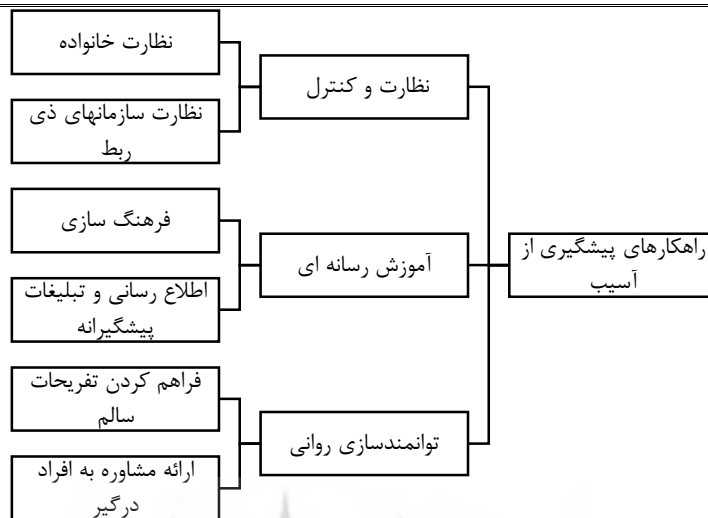 راهکارهای پیشگیری از
آسیب
نظارت و کنترل
نظارت خانواده
نظارت سازمانهای ذی
ربط
آموزش رسانه ای
فرهنگ سازی
اطلاع رسانی و تبلیغات
پیشگیرانه
توانمندسازی روانی
فراهم کردن تفریحات
سالم
ارائه مشاوره به افراد
درگیر